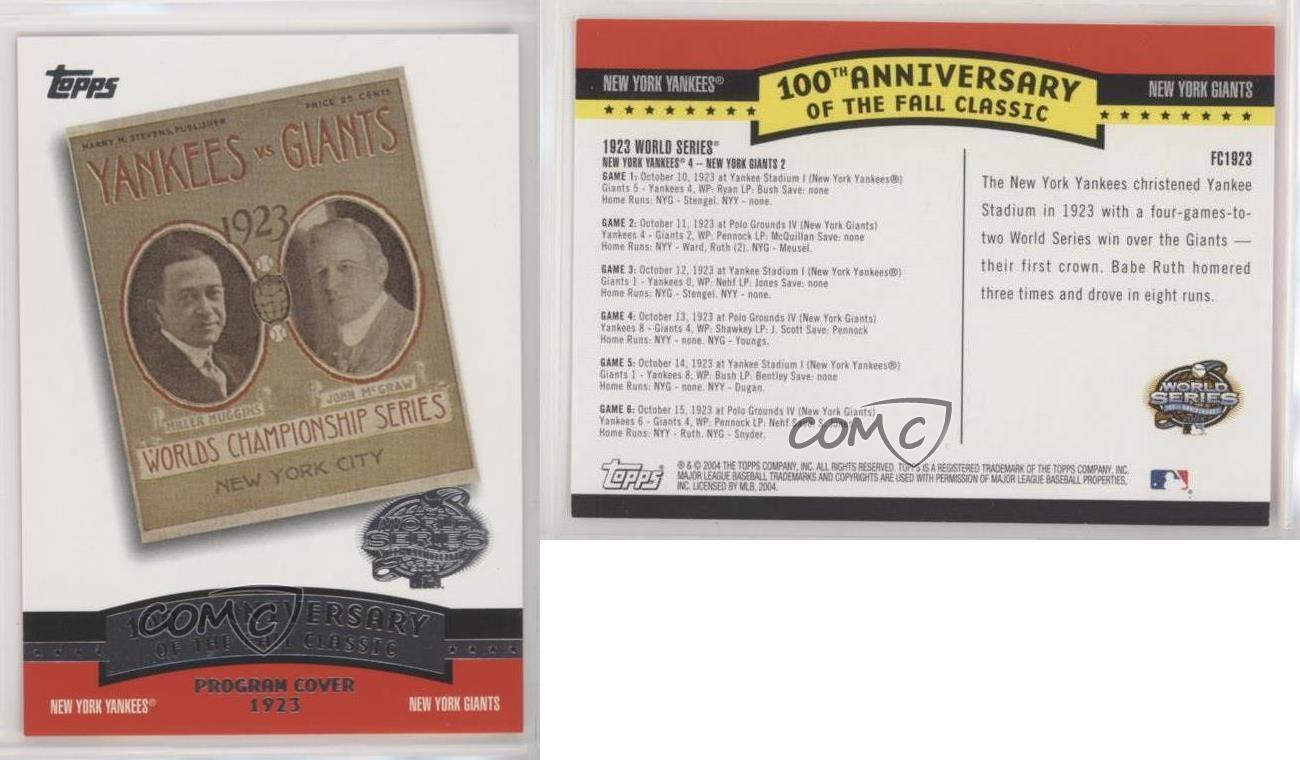 Topps
HARRY M. STEVENS, PUBLISHER
PRICE 25 CENTS
YANKEES VS GIANTS
1923
MILLER HUGGINS
JOHN McGRAW
WORLDS CHAMPIONSHIP SERIES
NEW YORK CITY
WORLD
SERIES
2003
ANNIVERSARY
OF THE FALL CLASSIC
COMC
PROGRAM COVER
1923
NEW YORK YANKEES®
NEW YORK GIANTS
NEW YORK YANKEES®
100TH ANNIVERSARY
OF THE FALL CLASSIC
NEW YORK GIANTS
1923 WORLD SERIES®
NEW YORK YANKEES® 4 – NEW YORK GIANTS 2
GAME 1: October 10, 1923 at Yankee Stadium I (New York Yankees®)
Giants 5 - Yankees 4, WP: Ryan LP: Bush Save: none
Home Runs: NYG - Stengel. NYY - none.
GAME 2: October 11, 1923 at Polo Grounds IV (New York Giants)
Yankees 4 - Giants 2, WP: Pennock LP: McQuillan Save: none
Home Runs: NYY - Ward, Ruth (2). NYG - Meusel.
GAME 3: October 12, 1923 at Yankee Stadium I (New York Yankees®)
Giants 1 - Yankees 0, WP: Nehf LP: Jones Save: none
Home Runs: NYG - Stengel. NYY - none.
GAME 4: October 13, 1923 at Polo Grounds IV (New York Giants)
Yankees 8 - Giants 4, WP: Shawkey LP: J. Scott Save: Pennock
Home Runs: NYY - none. NYG - Youngs.
GAME 5: October 14, 1923 at Yankee Stadium I (New York Yankees®)
Giants 1 - Yankees 8, WP: Bush LP: Bentley Save: none
Home Runs: NYG - none. NYY - Dugan.
GAME 6: October 15, 1923 at Polo Grounds IV (New York Giants)
Yankees 6 - Giants 4, WP: Pennock LP: Nehf Save: S. Jones
Home Runs: NYY - Ruth. NYG - Snyder.
FC1923
The New York Yankees christened Yankee
Stadium in 1923 with a four-games-to-
two World Series win over the Giants —
their first crown. Babe Ruth homered
three times and drove in eight runs.
WORLD
SERIES
COMC
Topps
® & © 2004 THE TOPPS COMPANY, INC. ALL RIGHTS RESERVED. TOPPS IS A REGISTERED TRADEMARK OF THE TOPPS COMPANY, INC.
MAJOR LEAGUE BASEBALL TRADEMARKS AND COPYRIGHTS ARE USED WITH PERMISSION OF MAJOR LEAGUE BASEBALL PROPERTIES,
INC. LICENSED BY MLB, 2004.